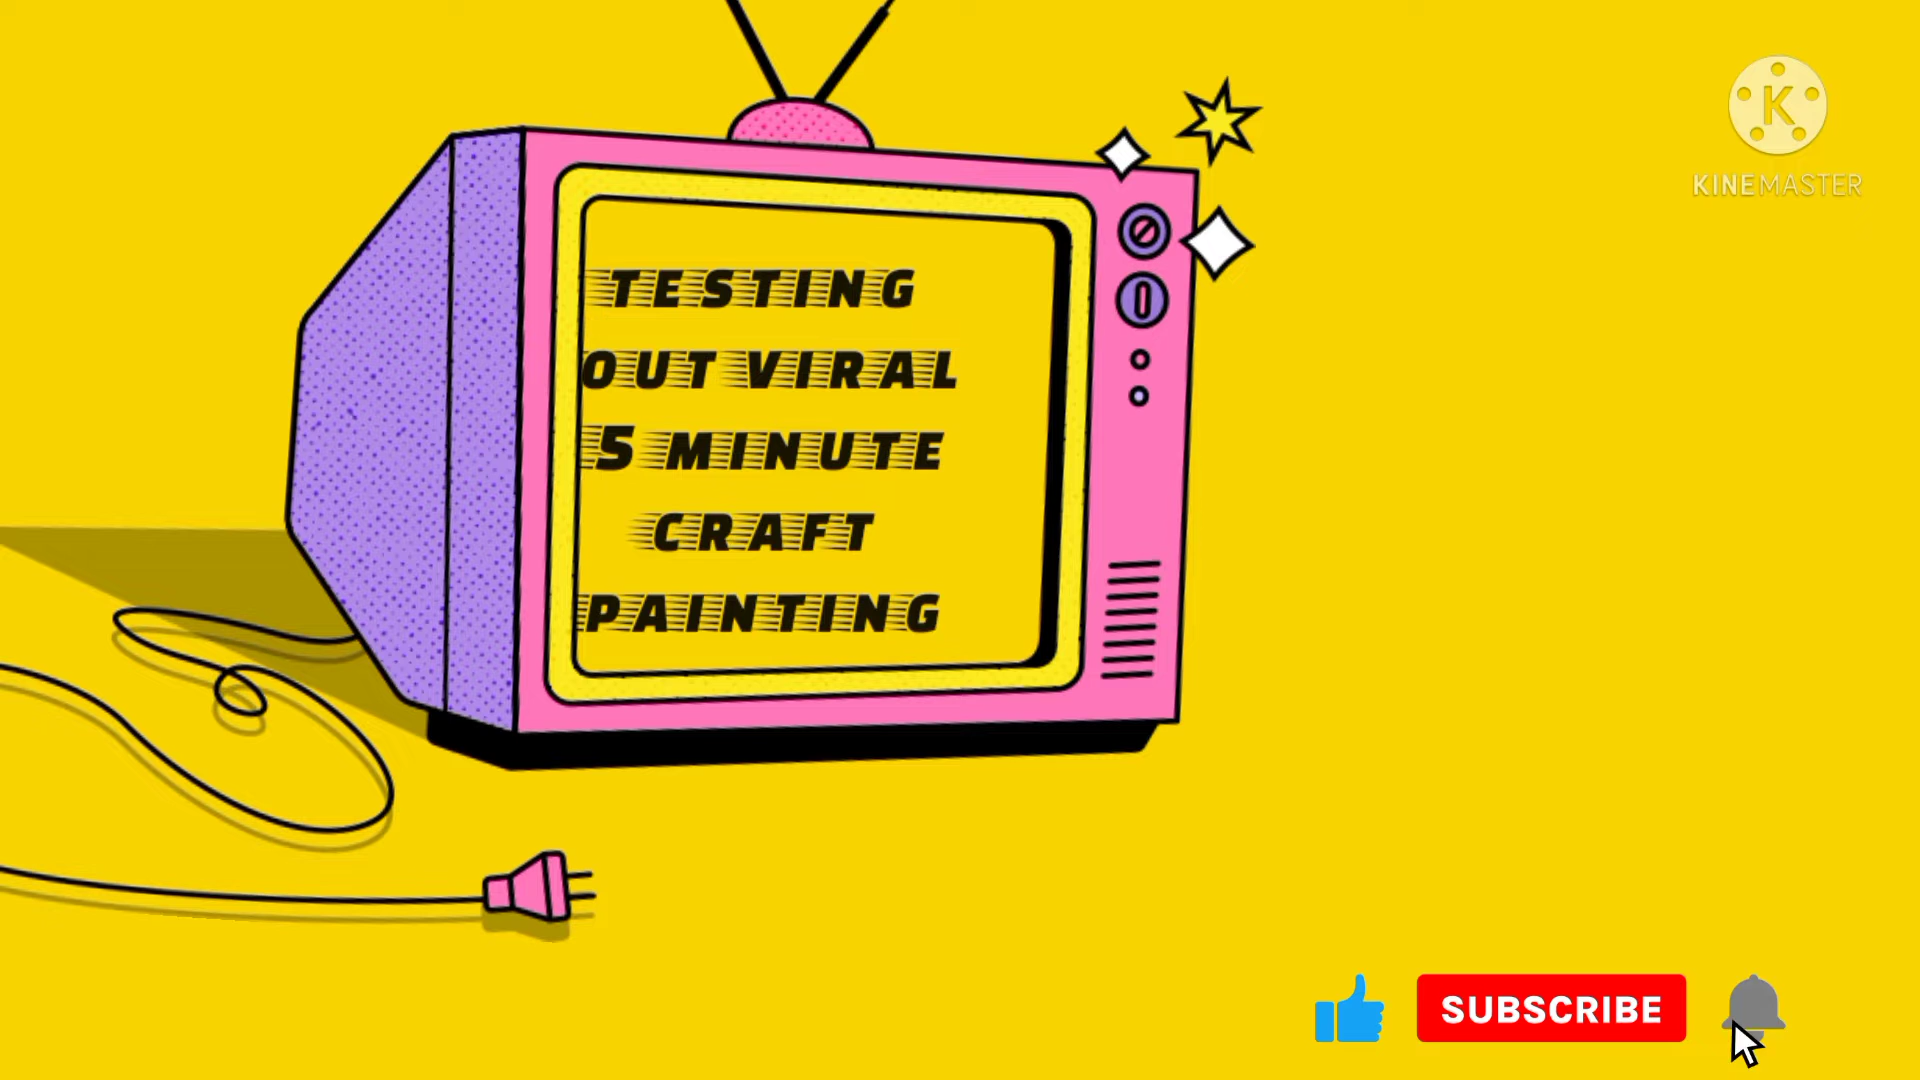 TESTING
OUT VIRAL
5 MINUTE
CRAFT
PAINTING
K
KINEMASTER
SUBSCRIBE